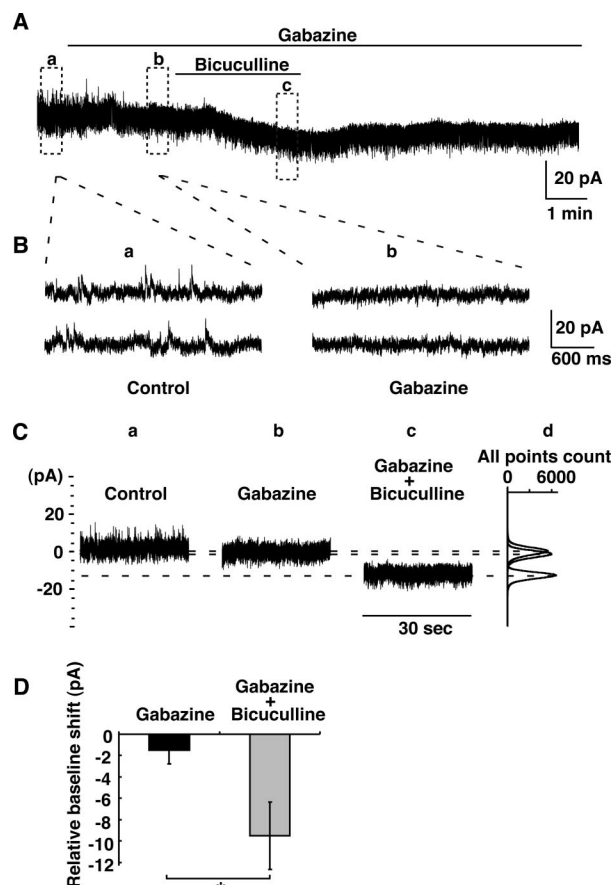 A
Gabazine
Bicuculline
a
b
c
20 pA
1 min
B
a
b
20 pA
600 ms
Control
Gabazine
C
a
b
c
d
(pA)
Control
Gabazine
Gabazine
+
Bicuculline
All points count
0 6000
20
0
-20
30 sec
D
Relative baseline shift (pA)
Gabazine
Gabazine
+
Bicuculline
0
-2
-4
-6
-8
-10
-12
*